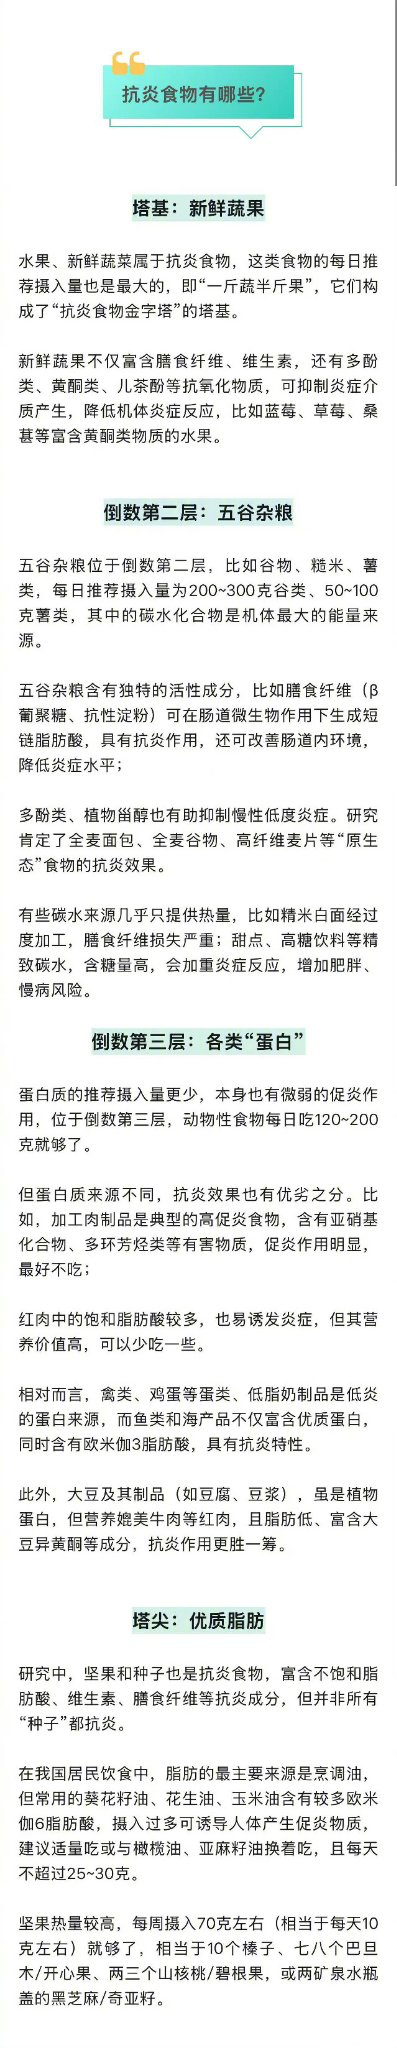 抗炎食物有哪些?
塔基：新鲜蔬果
水果、新鲜蔬菜属于抗炎食物，这类食物的每日推
荐摄入量也是最大的，即“一斤蔬半斤果”，它们构
成了“抗炎食物金字塔”的塔基。
新鲜蔬果不仅富含膳食纤维、维生素，还有多酚
类、黄酮类、儿茶酚等抗氧化物质，可抑制炎症介
质产生，降低机体炎症反应，比如蓝莓、草莓、桑
葚等富含黄酮类物质的水果。
倒数第二层：五谷杂粮
五谷杂粮位于倒数第二层，比如谷物、糙米、薯
类，每日推荐摄入量为200~300克谷类、50~100
克薯类，其中的碳水化合物是机体最大的能量来
源。
五谷杂粮含有独特的活性成分，比如膳食纤维（β
葡聚糖、抗性淀粉）可在肠道微生物作用下生成短
链脂肪酸，具有抗炎作用，还可改善肠道内环境，
降低炎症水平；
多酚类、植物甾醇也有助抑制慢性低度炎症。研究
肯定了全麦面包、全麦谷物、高纤维麦片等“原生
态”食物的抗炎效果。
有些碳水来源几乎只提供热量，比如精米白面经过
度加工，膳食纤维损失严重；甜点、高糖饮料等精
致碳水，含糖量高，会加重炎症反应，增加肥胖、
慢病风险。
倒数第三层：各类“蛋白”
蛋白质的推荐摄入量更少，本身也有微弱的促炎作
用，位于倒数第三层，动物性食物每日吃120~200
克就够了。
但蛋白质来源不同，抗炎效果也有优劣之分。比
如，加工肉制品是典型的高促炎食物，含有亚硝基
化合物、多环芳烃类等有害物质，促炎作用明显，
最好不吃；
红肉中的饱和脂肪酸较多，也易诱发炎症，但其营
养价值高，可以少吃一些。
相对而言，禽类、鸡蛋等蛋类、低脂奶制品是低炎
的蛋白来源，而鱼类和海产品不仅富含优质蛋白，
同时含有欧米伽3脂肪酸，具有抗炎特性。
此外，大豆及其制品（如豆腐、豆浆），虽是植物
蛋白，但营养媲美牛肉等红肉，且脂肪低、富含大
豆异黄酮等成分，抗炎作用更胜一筹。
塔尖：优质脂肪
研究中，坚果和种子也是抗炎食物，富含不饱和脂
肪酸、维生素、膳食纤维等抗炎成分，但并非所有
“种子”都抗炎。
在我国居民饮食中，脂肪的最主要来源是烹调油，
但常用的葵花籽油、花生油、玉米油含有较多欧米
伽6脂肪酸，摄入过多可诱导人体产生促炎物质，
建议适量吃或与橄榄油、亚麻籽油换着吃，且每天
不超过25~30克。
坚果热量较高，每周摄入70克左右（相当于每天10
克左右）就够了，相当于10个榛子、七八个巴旦
木/开心果、两三个山核桃/碧根果，或两矿泉水瓶
盖的黑芝麻/奇亚籽。